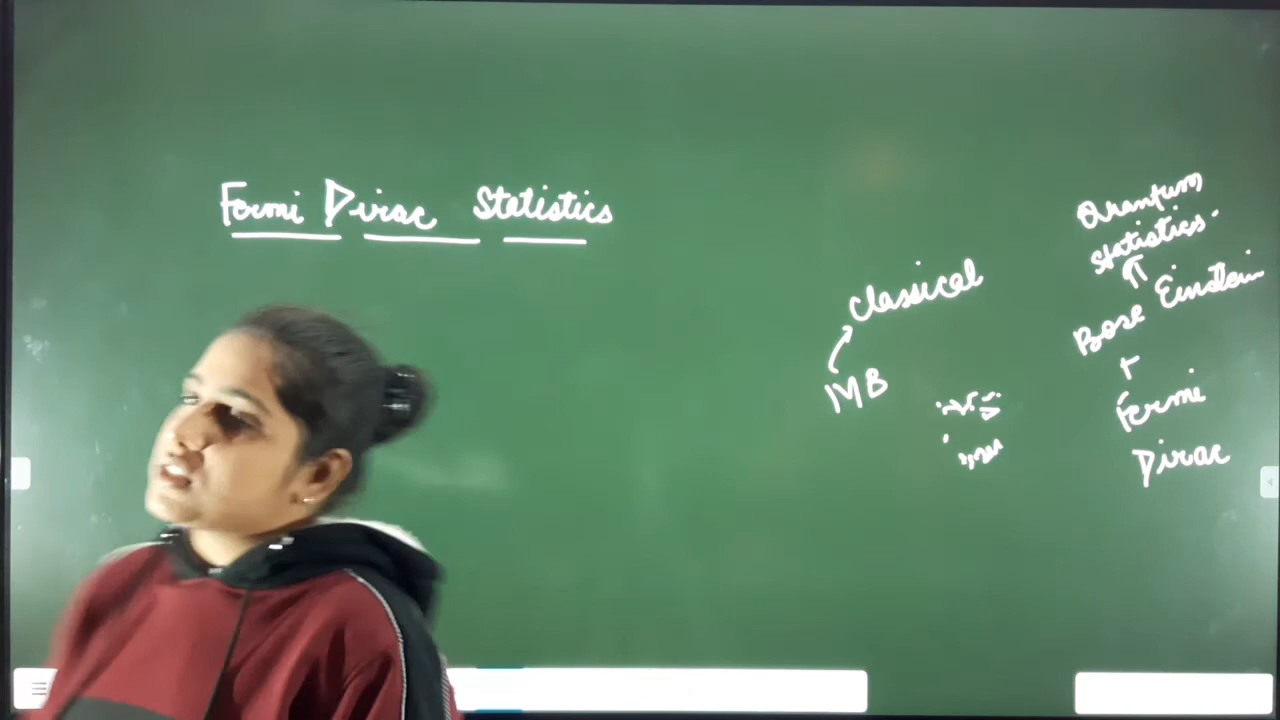 Fermi Dirac Statistics
classical
MB
Quantum
statistics.
Bose Einstein
+
Fermi
Dirac